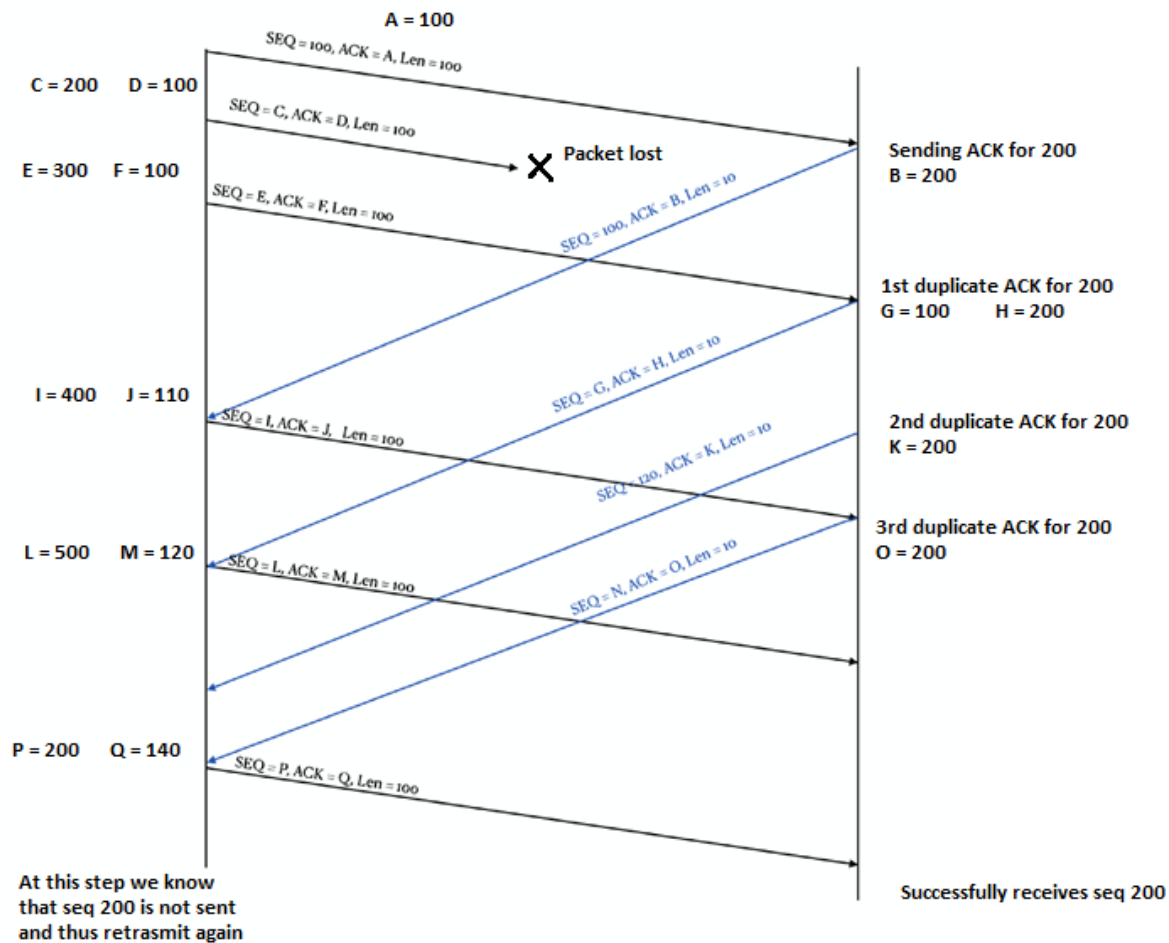 A = 100
SEQ = 100, ACK = A, Len = 100
C = 200 D = 100
SEQ = C, ACK = D, Len = 100
Packet lost
Sending ACK for 200
B = 200
E = 300 F = 100
SEQ = E, ACK = F, Len = 100
SEQ = 100, ACK = B, Len = 10
1st duplicate ACK for 200
G = 100 H = 200
SEQ = G, ACK = H, Len = 10
I = 400 J = 110
SEQ = I, ACK = J, Len = 100
2nd duplicate ACK for 200
K = 200
SEQ = 120, ACK = K, Len = 10
3rd duplicate ACK for 200
O = 200
L = 500 M = 120
SEQ = L, ACK = M, Len = 100
SEQ = N, ACK = O, Len = 10
P = 200 Q = 140
SEQ = P, ACK = Q, Len = 100
At this step we know
that seq 200 is not sent
and thus retrasmit again
Successfully receives seq 200